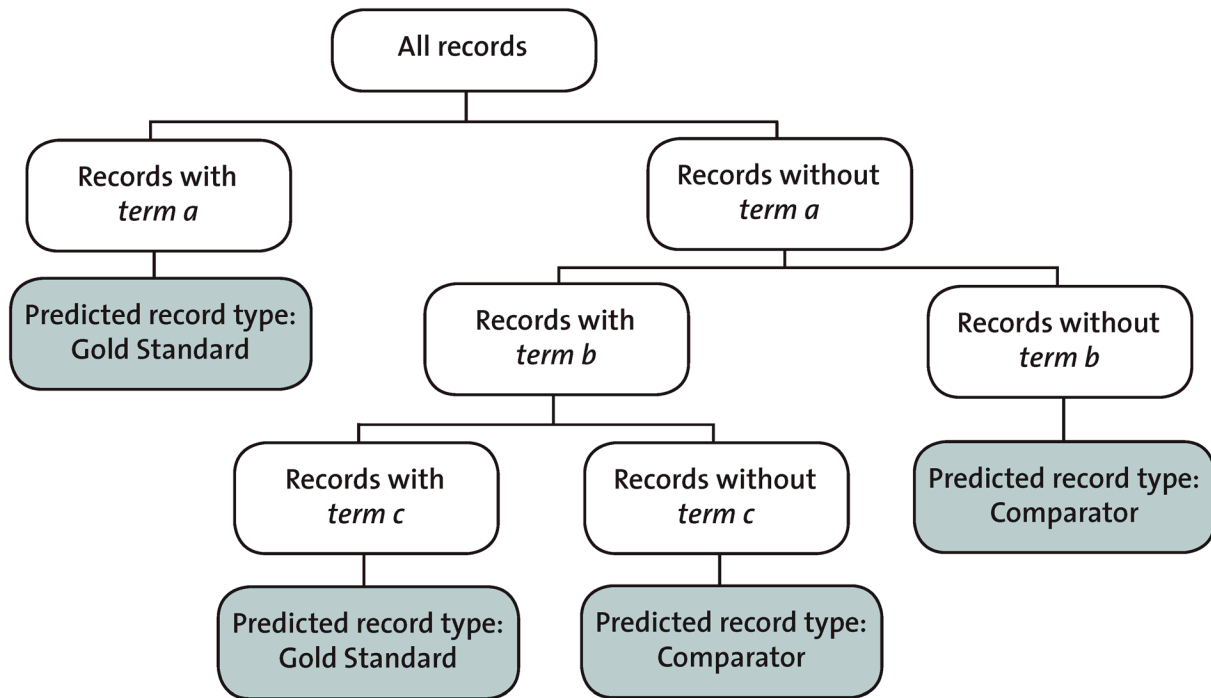 All records
Records with
term a
Records without
term a
Predicted record type:
Gold Standard
Records with
term b
Records without
term b
Records with
term c
Records without
term c
Predicted record type:
Comparator
Predicted record type:
Gold Standard
Predicted record type:
Comparator